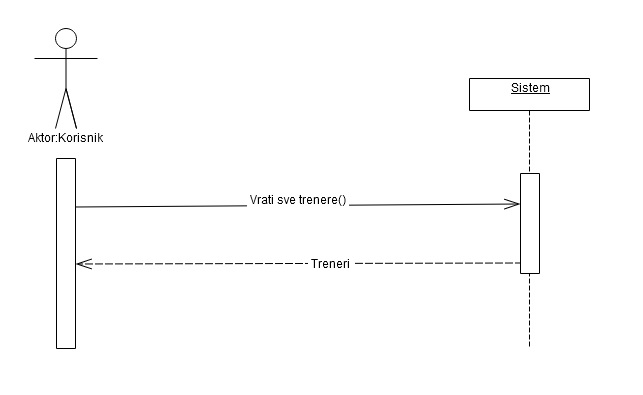 Sistem
Aktor:Korisnik
Vrati sve trenere()
Treneri